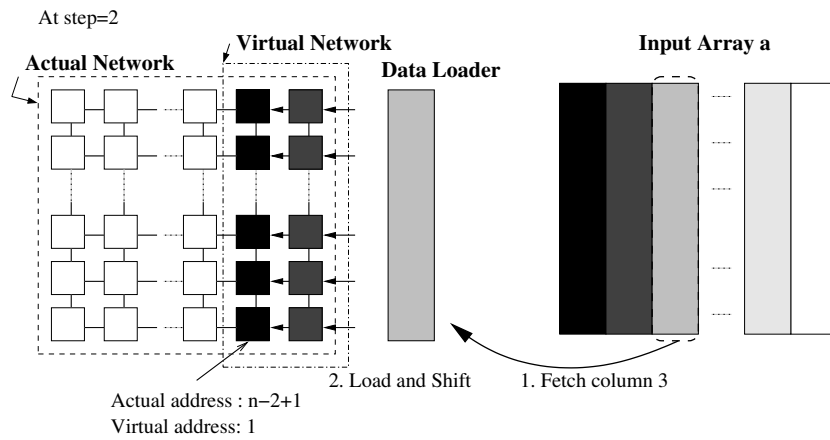 At step=2
Virtual Network
Input Array a
Actual Network
Data Loader
2. Load and Shift
1. Fetch column 3
Actual address : n−2+1
Virtual address: 1